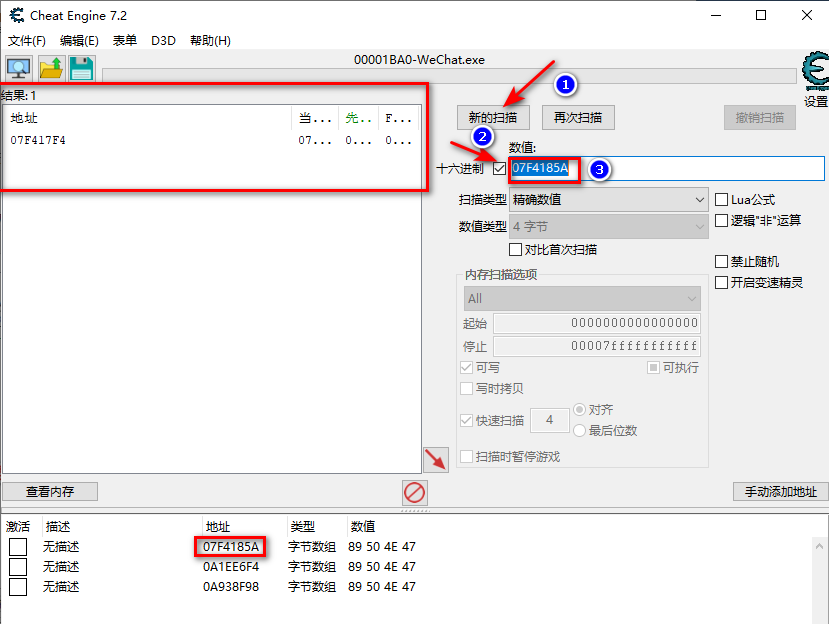 Cheat Engine 7.2
文件(F) 编辑(E) 表单 D3D 帮助(H)
00001BA0-WeChat.exe
设置
结果: 1
地址 当... 先.. F...
07F417F4 07... 0... 0...
1
新的扫描 再次扫描 撤销扫描
2
数值:
十六进制 07F4185A 3
扫描类型 精确数值 Lua公式
数值类型 4 字节 逻辑"非"运算
对比首次扫描
禁止随机
开启变速精灵
内存扫描选项
All
起始 0000000000000000
停止 00007fffffffffff
可写 可执行
写时拷贝
快速扫描 4 对齐
最后位数
扫描时暂停游戏
查看内存 手动添加地址
激活 描述 地址 类型 数值
无描述 07F4185A 字节数组 89 50 4E 47
无描述 0A1EE6F4 字节数组 89 50 4E 47
无描述 0A938F98 字节数组 89 50 4E 47